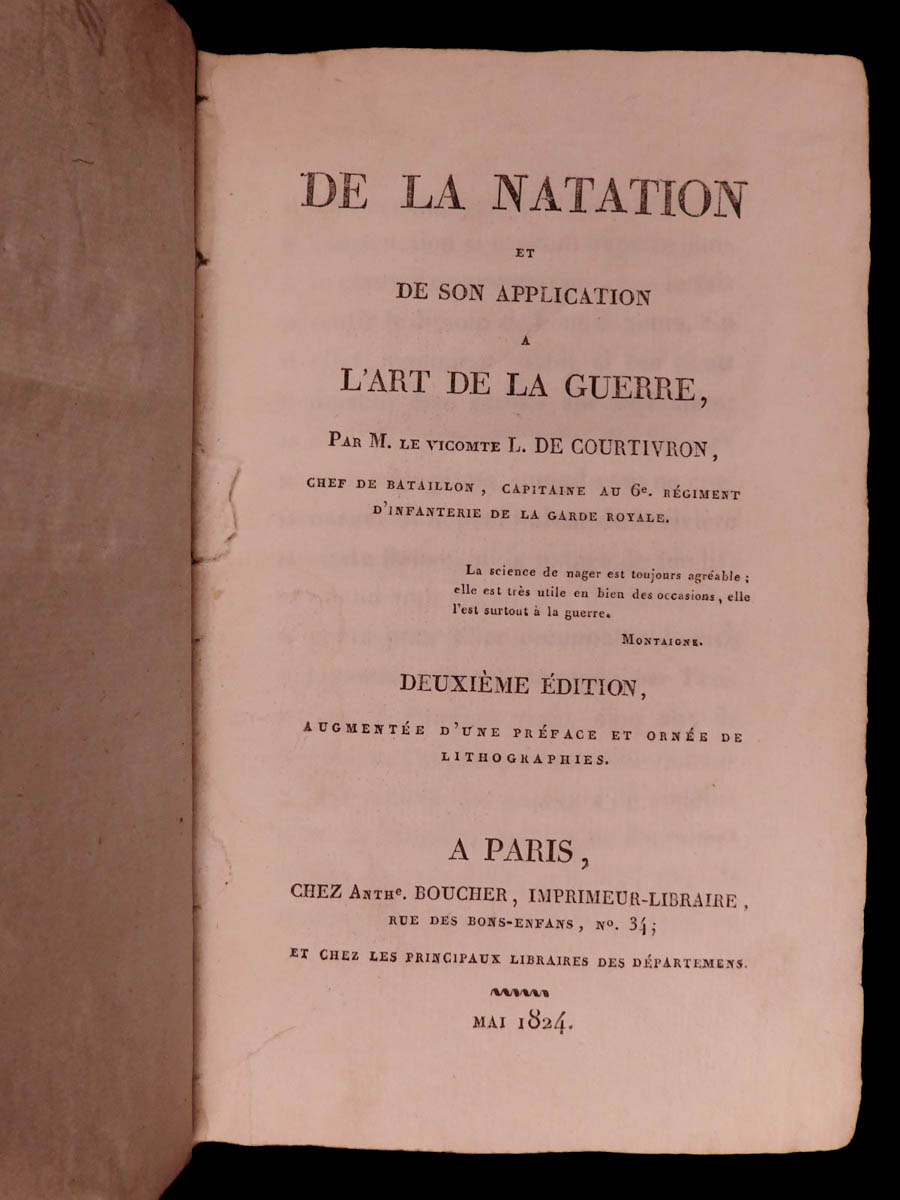 DE LA NATATION
ET
DE SON APPLICATION
A
L'ART DE LA GUERRE,
PAR M. LE VICOMTE L. DE COURTIVRON,
CHEF DE BATAILLON, CAPITAINE AU 6e. RÉGIMENT
D'INFANTERIE DE LA GARDE ROYALE.
La science de nager est toujours agréable;
elle est très utile en bien des occasions, elle
l'est surtout à la guerre.
MONTAIGNE.
DEUXIÈME ÉDITION,
AUGMENTÉE D'UNE PRÉFACE ET ORNÉE DE
LITHOGRAPHIES.
A PARIS,
CHEZ ANTHe. BOUCHER, IMPRIMEUR-LIBRAIRE,
RUE DES BONS-ENFANS, No. 34;
ET CHEZ LES PRINCIPAUX LIBRAIRES DES DÉPARTEMENS.
MAI 1824.